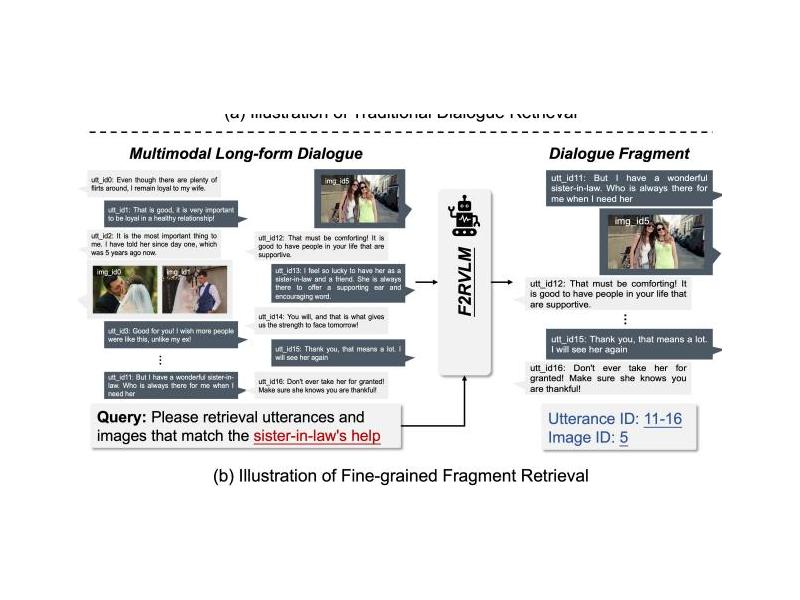 (a) Illustration of Traditional Dialogue Retrieval
Multimodal Long-form Dialogue
utt_id0: Even though there are plenty of
flirts around, I remain loyal to my wife.
utt_id1: That is good, it is very important
to be loyal in a healthy relationship!
utt_id2: It is the most important thing to
me. I have told her since day one, which
was 5 years ago now.
img_id0
img_id1
utt_id3: Good for you! I wish more people
were like this, unlike my ex!
utt_id11: But I have a wonderful sister-in-
law. Who is always there for me when I
need her
img_id5
utt_id12: That must be comforting! It is
good to have people in your life that are
supportive.
utt_id13: I feel so lucky to have her as a
sister-in-law and a friend. She is always
there to offer a supporting ear and
encouraging word.
utt_id14: You will, and that is what gives
us the strength to face tomorrow!
utt_id15: Thank you, that means a lot. I
will see her again
utt_id16: Don't ever take her for granted!
Make sure she knows you are thankful!
Query: Please retrieval utterances and
images that match the sister-in-law's help
F2RVLM
Dialogue Fragment
utt_id11: But I have a wonderful
sister-in-law. Who is always there for
me when I need her
img_id5
utt_id12: That must be comforting! It
is good to have people in your life that
are supportive.
utt_id15: Thank you, that means a lot.
I will see her again
utt_id16: Don't ever take her for
granted! Make sure she knows you
are thankful!
Utterance ID: 11-16
Image ID: 5
(b) Illustration of Fine-grained Fragment Retrieval